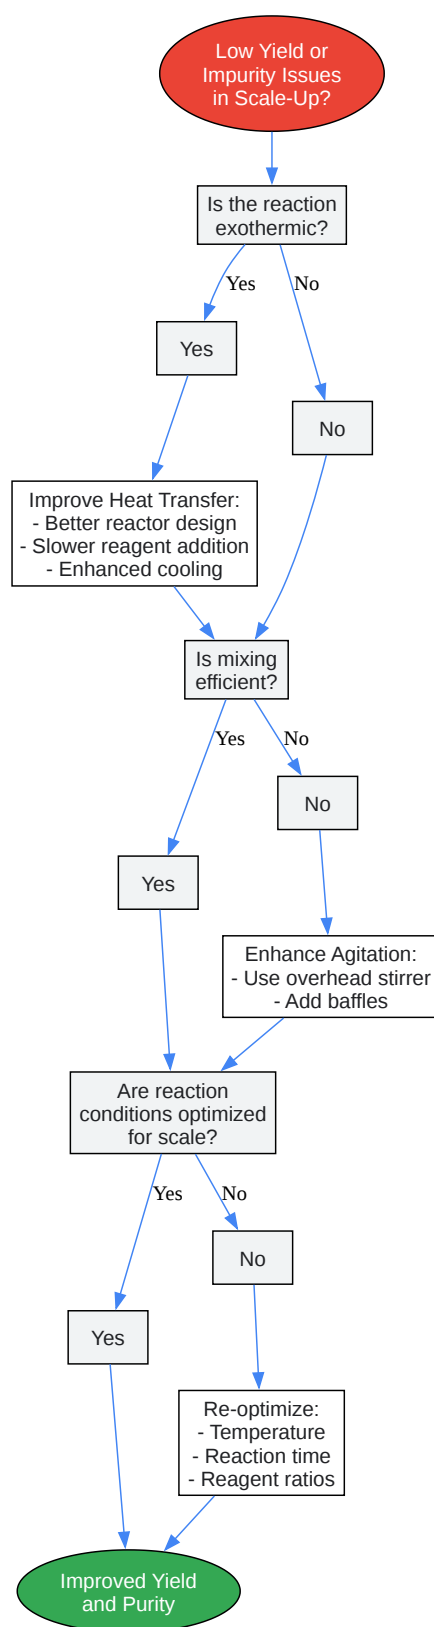 Low Yield or
Impurity Issues
in Scale-Up?
Is the reaction
exothermic?
Yes
No
Yes
No
Improve Heat Transfer:
- Better reactor design
- Slower reagent addition
- Enhanced cooling
Is mixing
efficient?
Yes
No
No
Yes
Enhance Agitation:
- Use overhead stirrer
- Add baffles
Are reaction
conditions optimized
for scale?
Yes
No
No
Yes
Re-optimize:
- Temperature
- Reaction time
- Reagent ratios
Improved Yield
and Purity